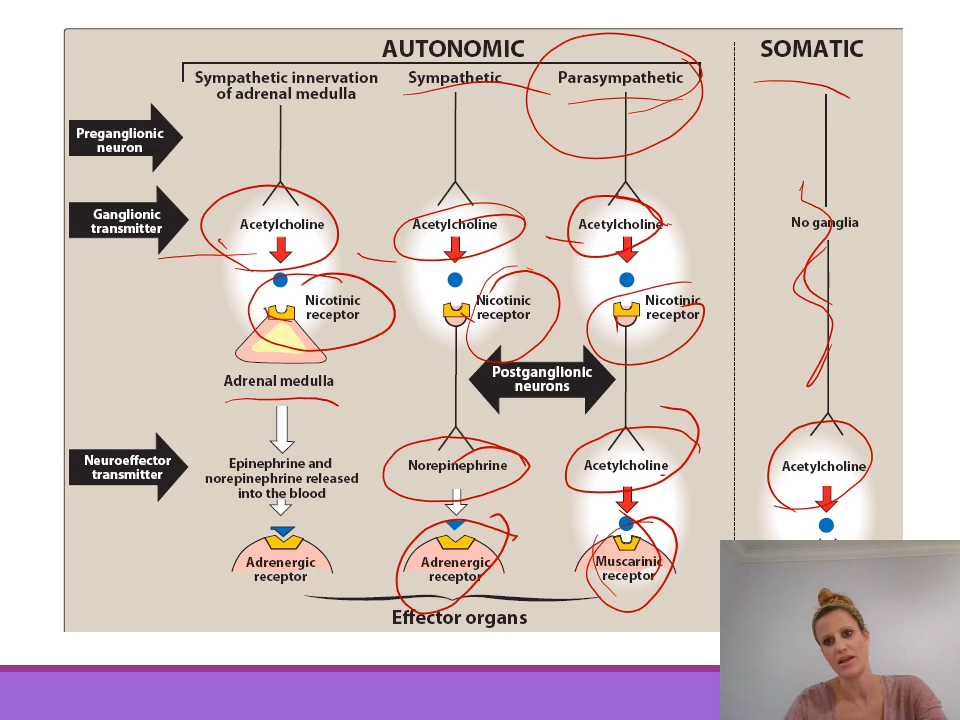 AUTONOMIC
SOMATIC
Sympathetic innervation
of adrenal medulla
Sympathetic
Parasympathetic
Preganglionic
neuron
Ganglionic
transmitter
Acetylcholine
Acetylcholine
Acetylcholine
No ganglia
Nicotinic
receptor
Nicotinic
receptor
Nicotinic
receptor
Adrenal medulla
Postganglionic
neurons
Neuroeffector
transmitter
Epinephrine and
norepinephrine released
into the blood
Norepinephrine
Acetylcholine
Acetylcholine
Adrenergic
receptor
Adrenergic
receptor
Muscarinic
receptor
Effector organs